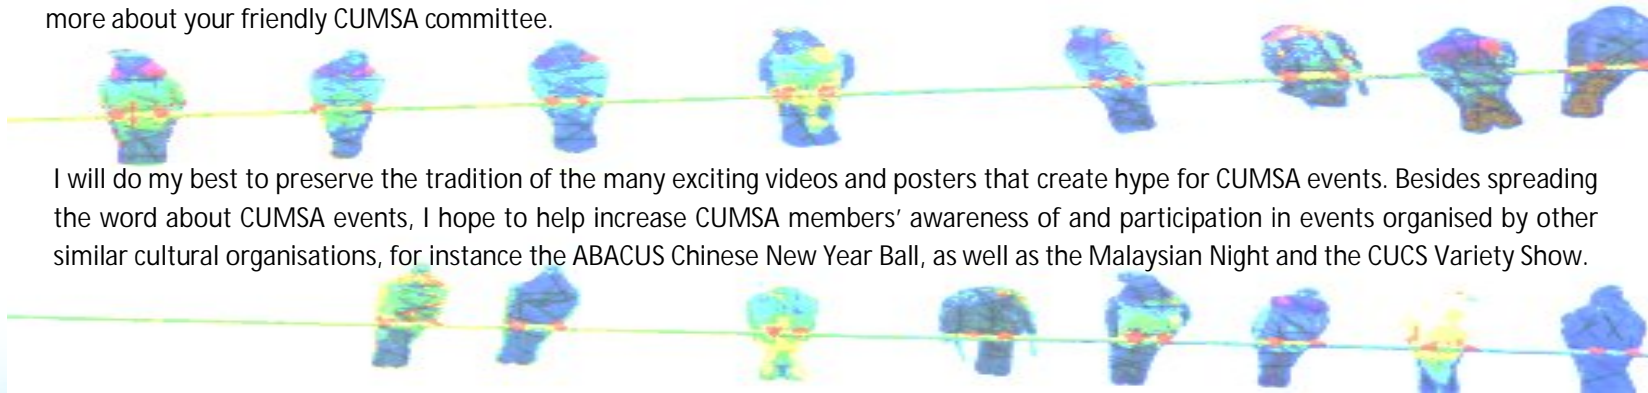 more about your friendly CUMSA committee.
I will do my best to preserve the tradition of the many exciting videos and posters that create hype for CUMSA events. Besides spreading
the word about CUMSA events, I hope to help increase CUMSA members’ awareness of and participation in events organised by other
similar cultural organisations, for instance the ABACUS Chinese New Year Ball, as well as the Malaysian Night and the CUCS Variety Show.